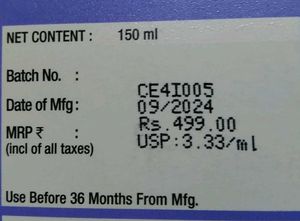 NET CONTENT : 150 ml
Batch No. : CE4I005
Date of Mfg: 09/2024
MRP ₹ : Rs.499.00
(incl of all taxes) USP:3.33/ml
Use Before 36 Months From Mfg.